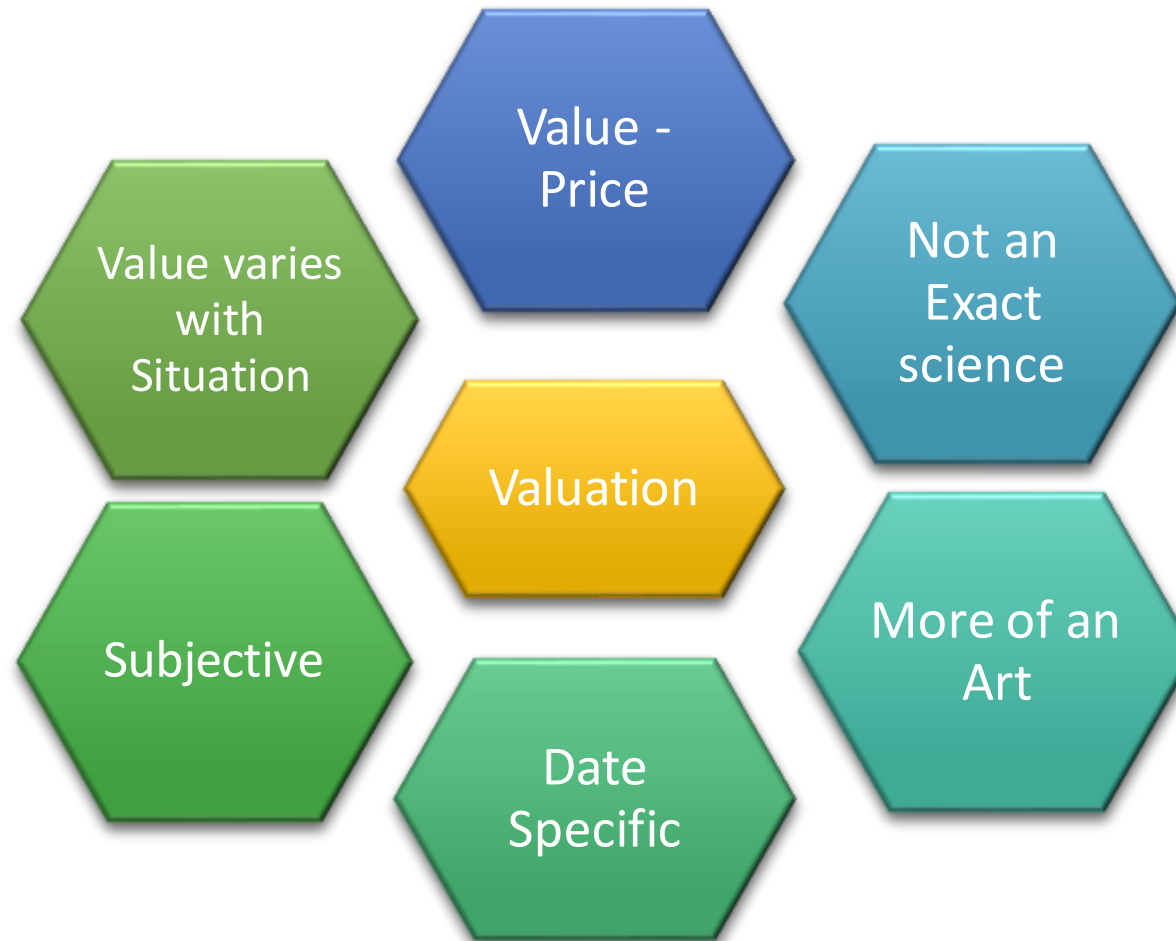 Value -
Price
Not an
Exact
science
More of an
Art
Date
Specific
Subjective
Value varies
with
Situation
Valuation